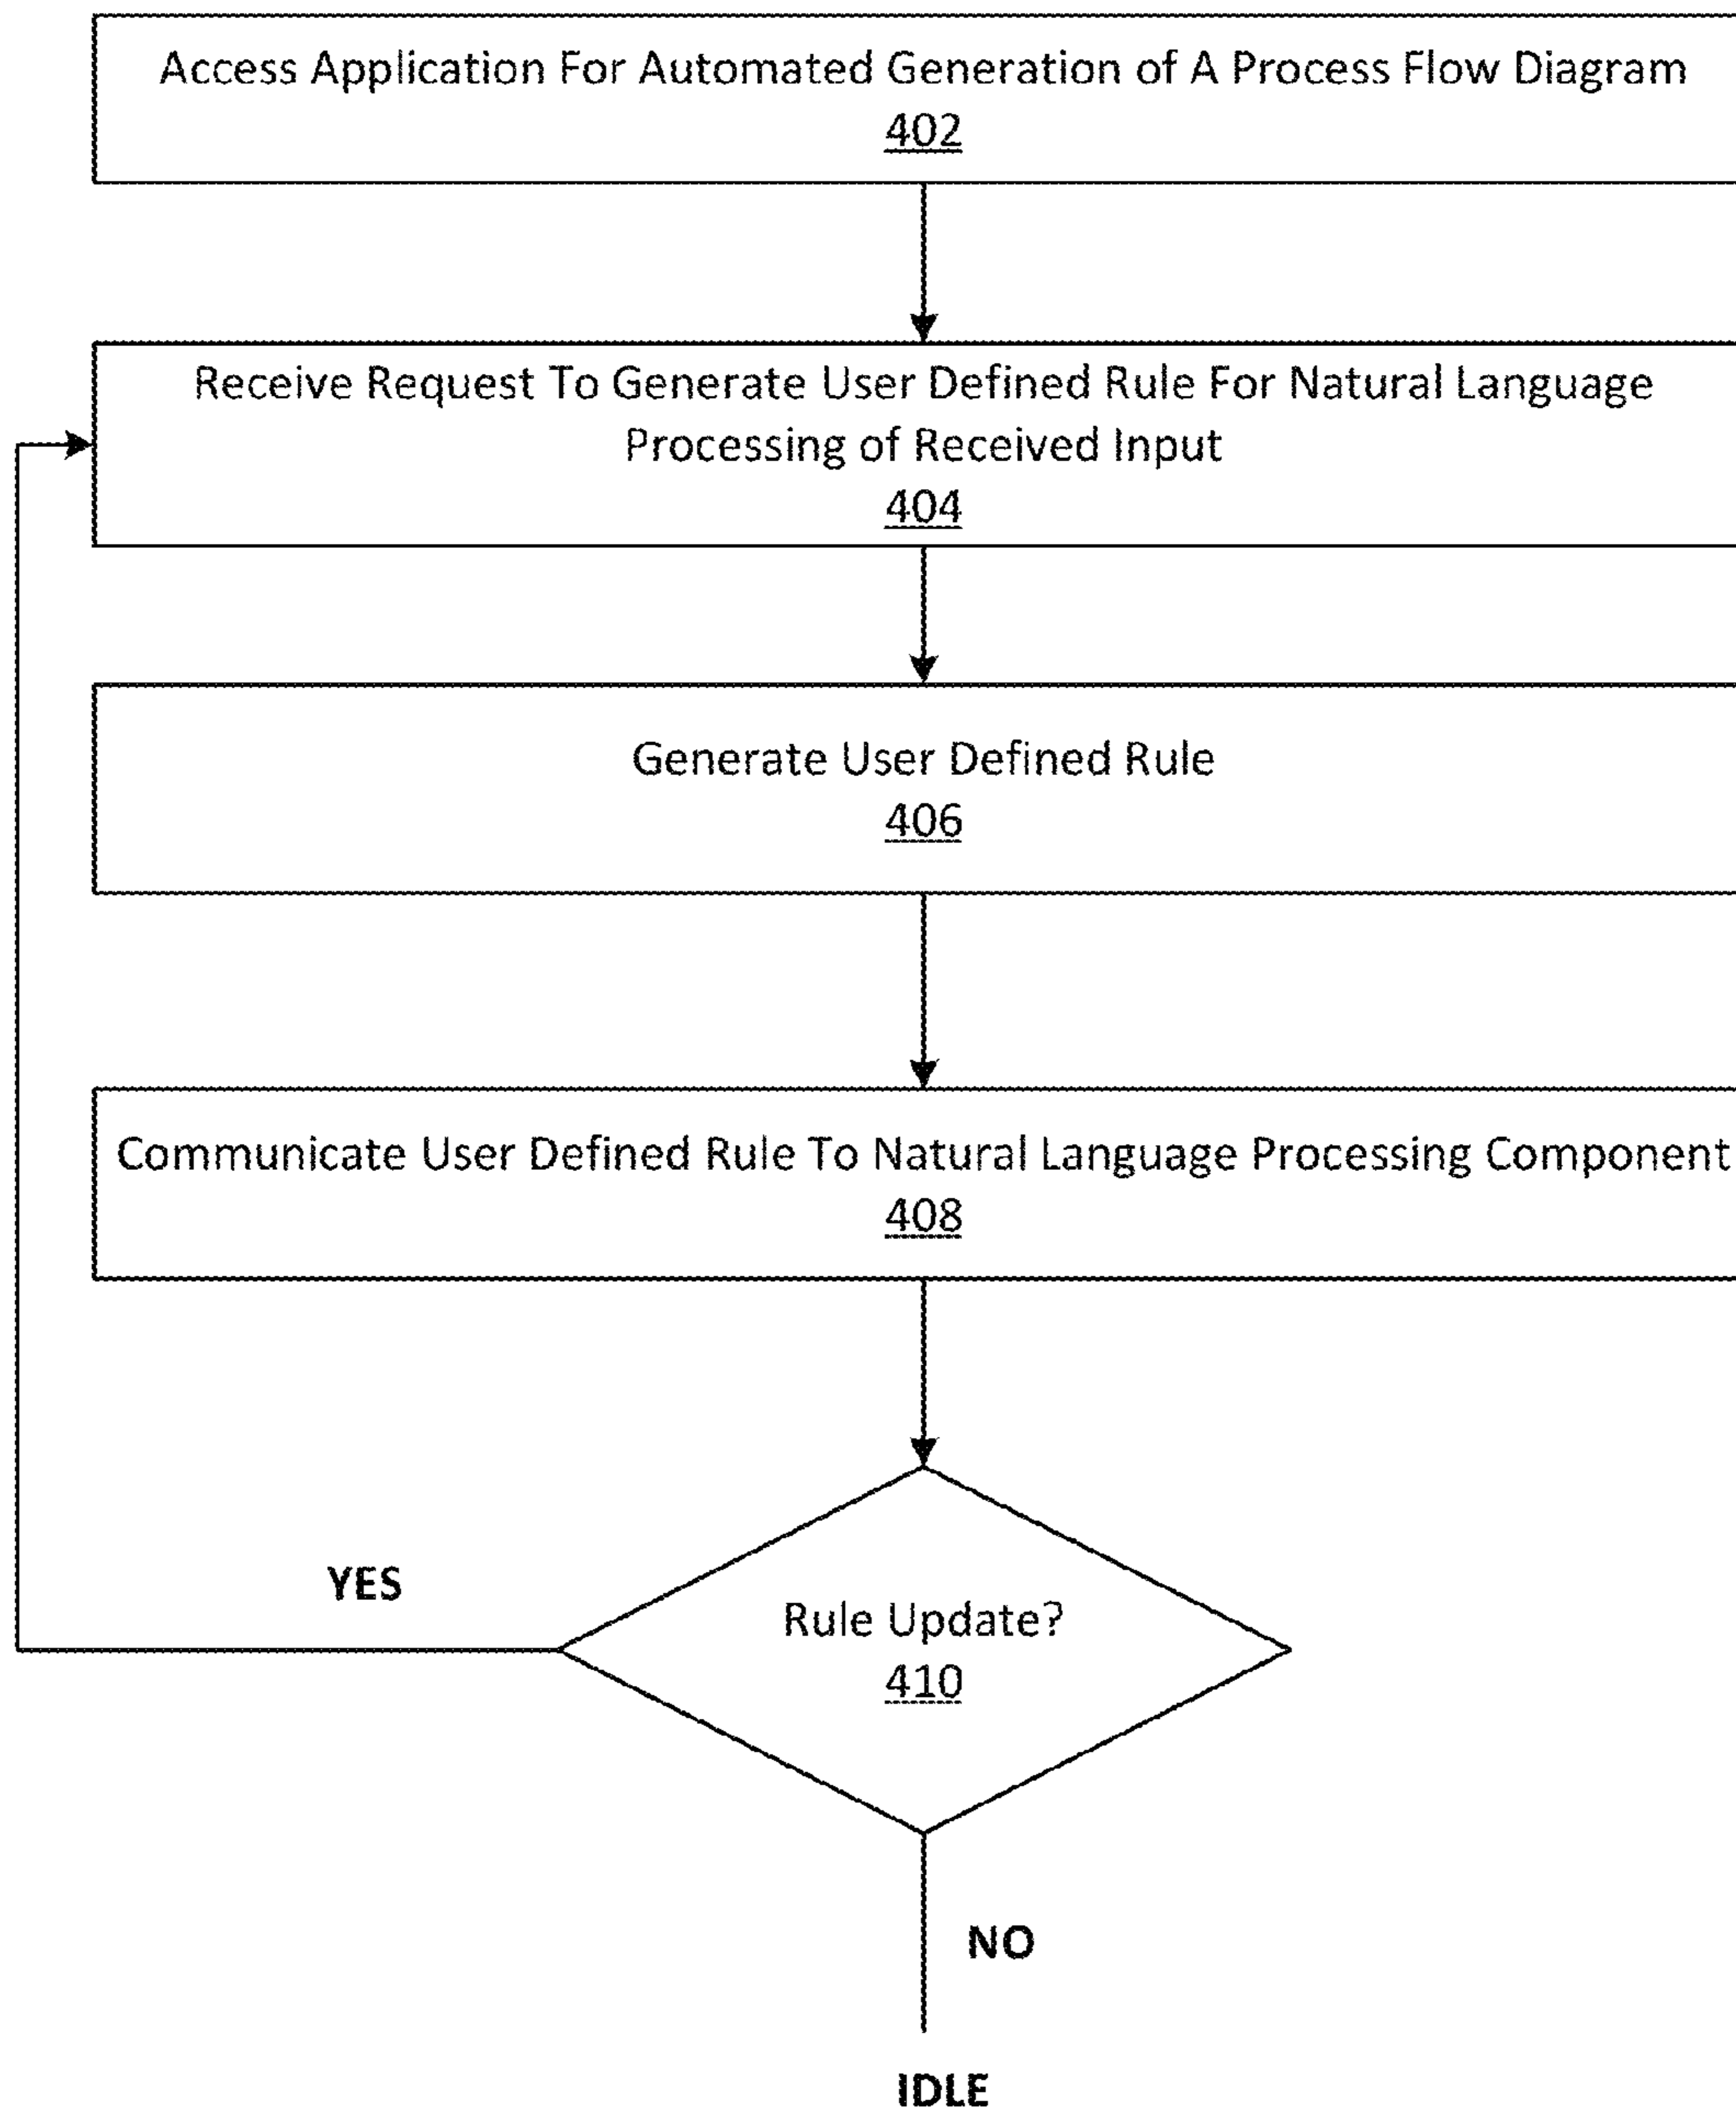 Access Application For Automated Generation of A Process Flow Diagram
402
Receive Request To Generate User Defined Rule For Natural Language
Processing of Received Input
404
Generate User Defined Rule
406
Communicate User Defined Rule To Natural Language Processing Component
408
YES
Rule Update?
410
NO
IDLE